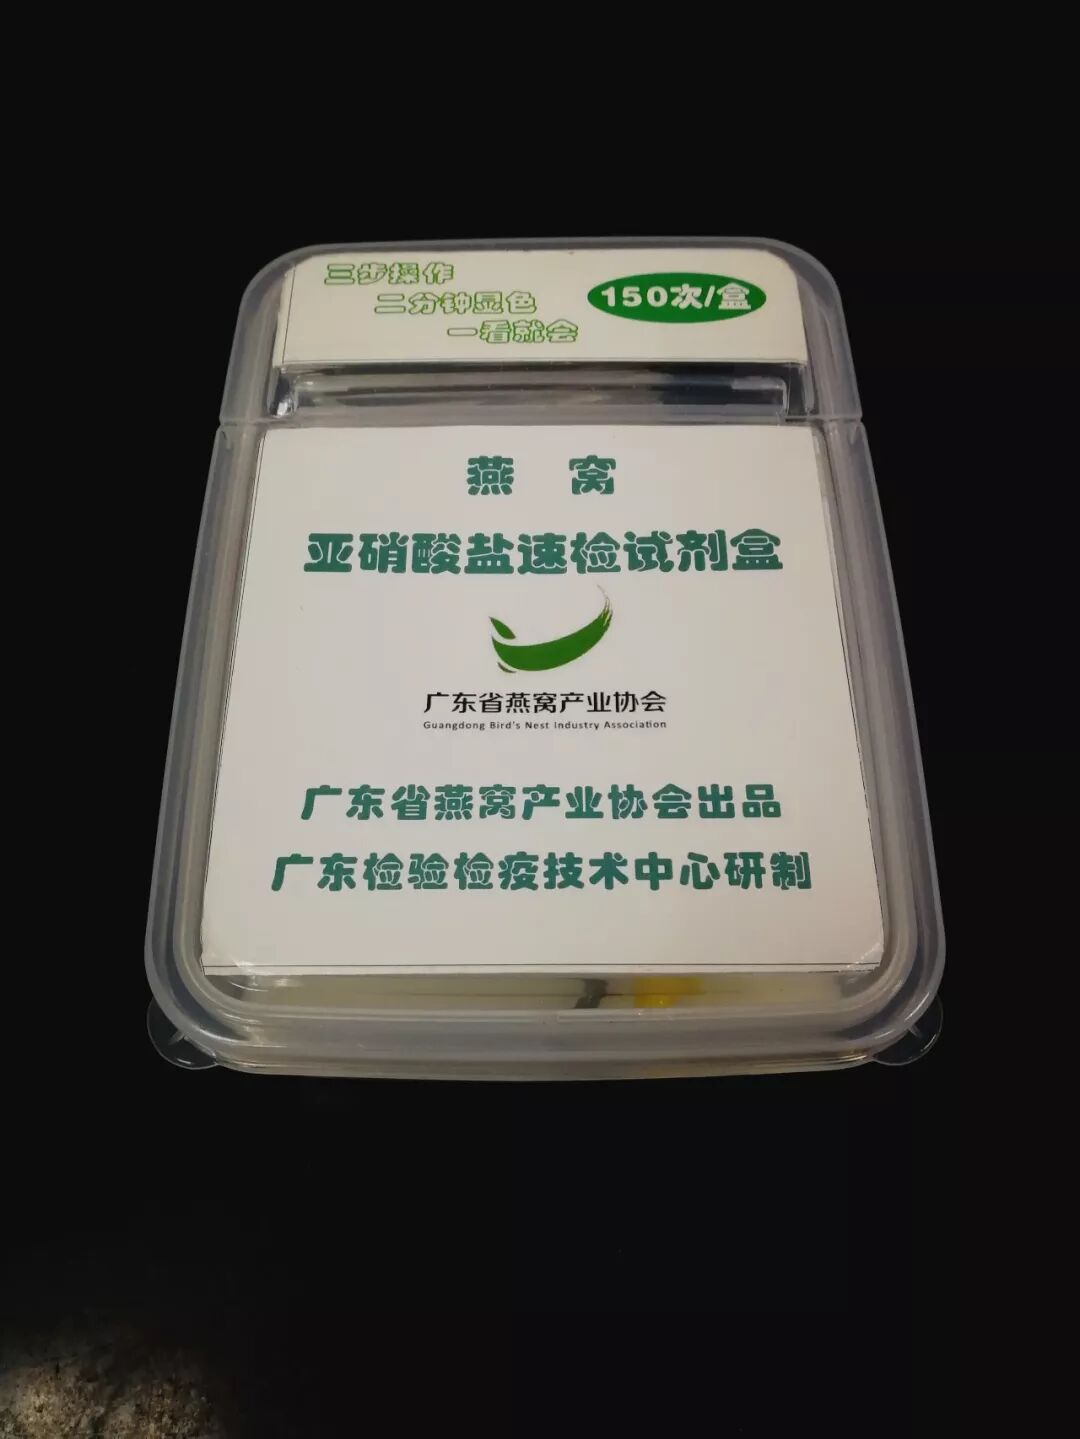 三步操作
二分钟显色
一看就会
150次/盒
燕 窝
亚硝酸盐速检试剂盒
广东省燕窝产业协会
Guangdong Bird's Nest Industry Association
广东省燕窝产业协会出品
广东检验检疫技术中心研制